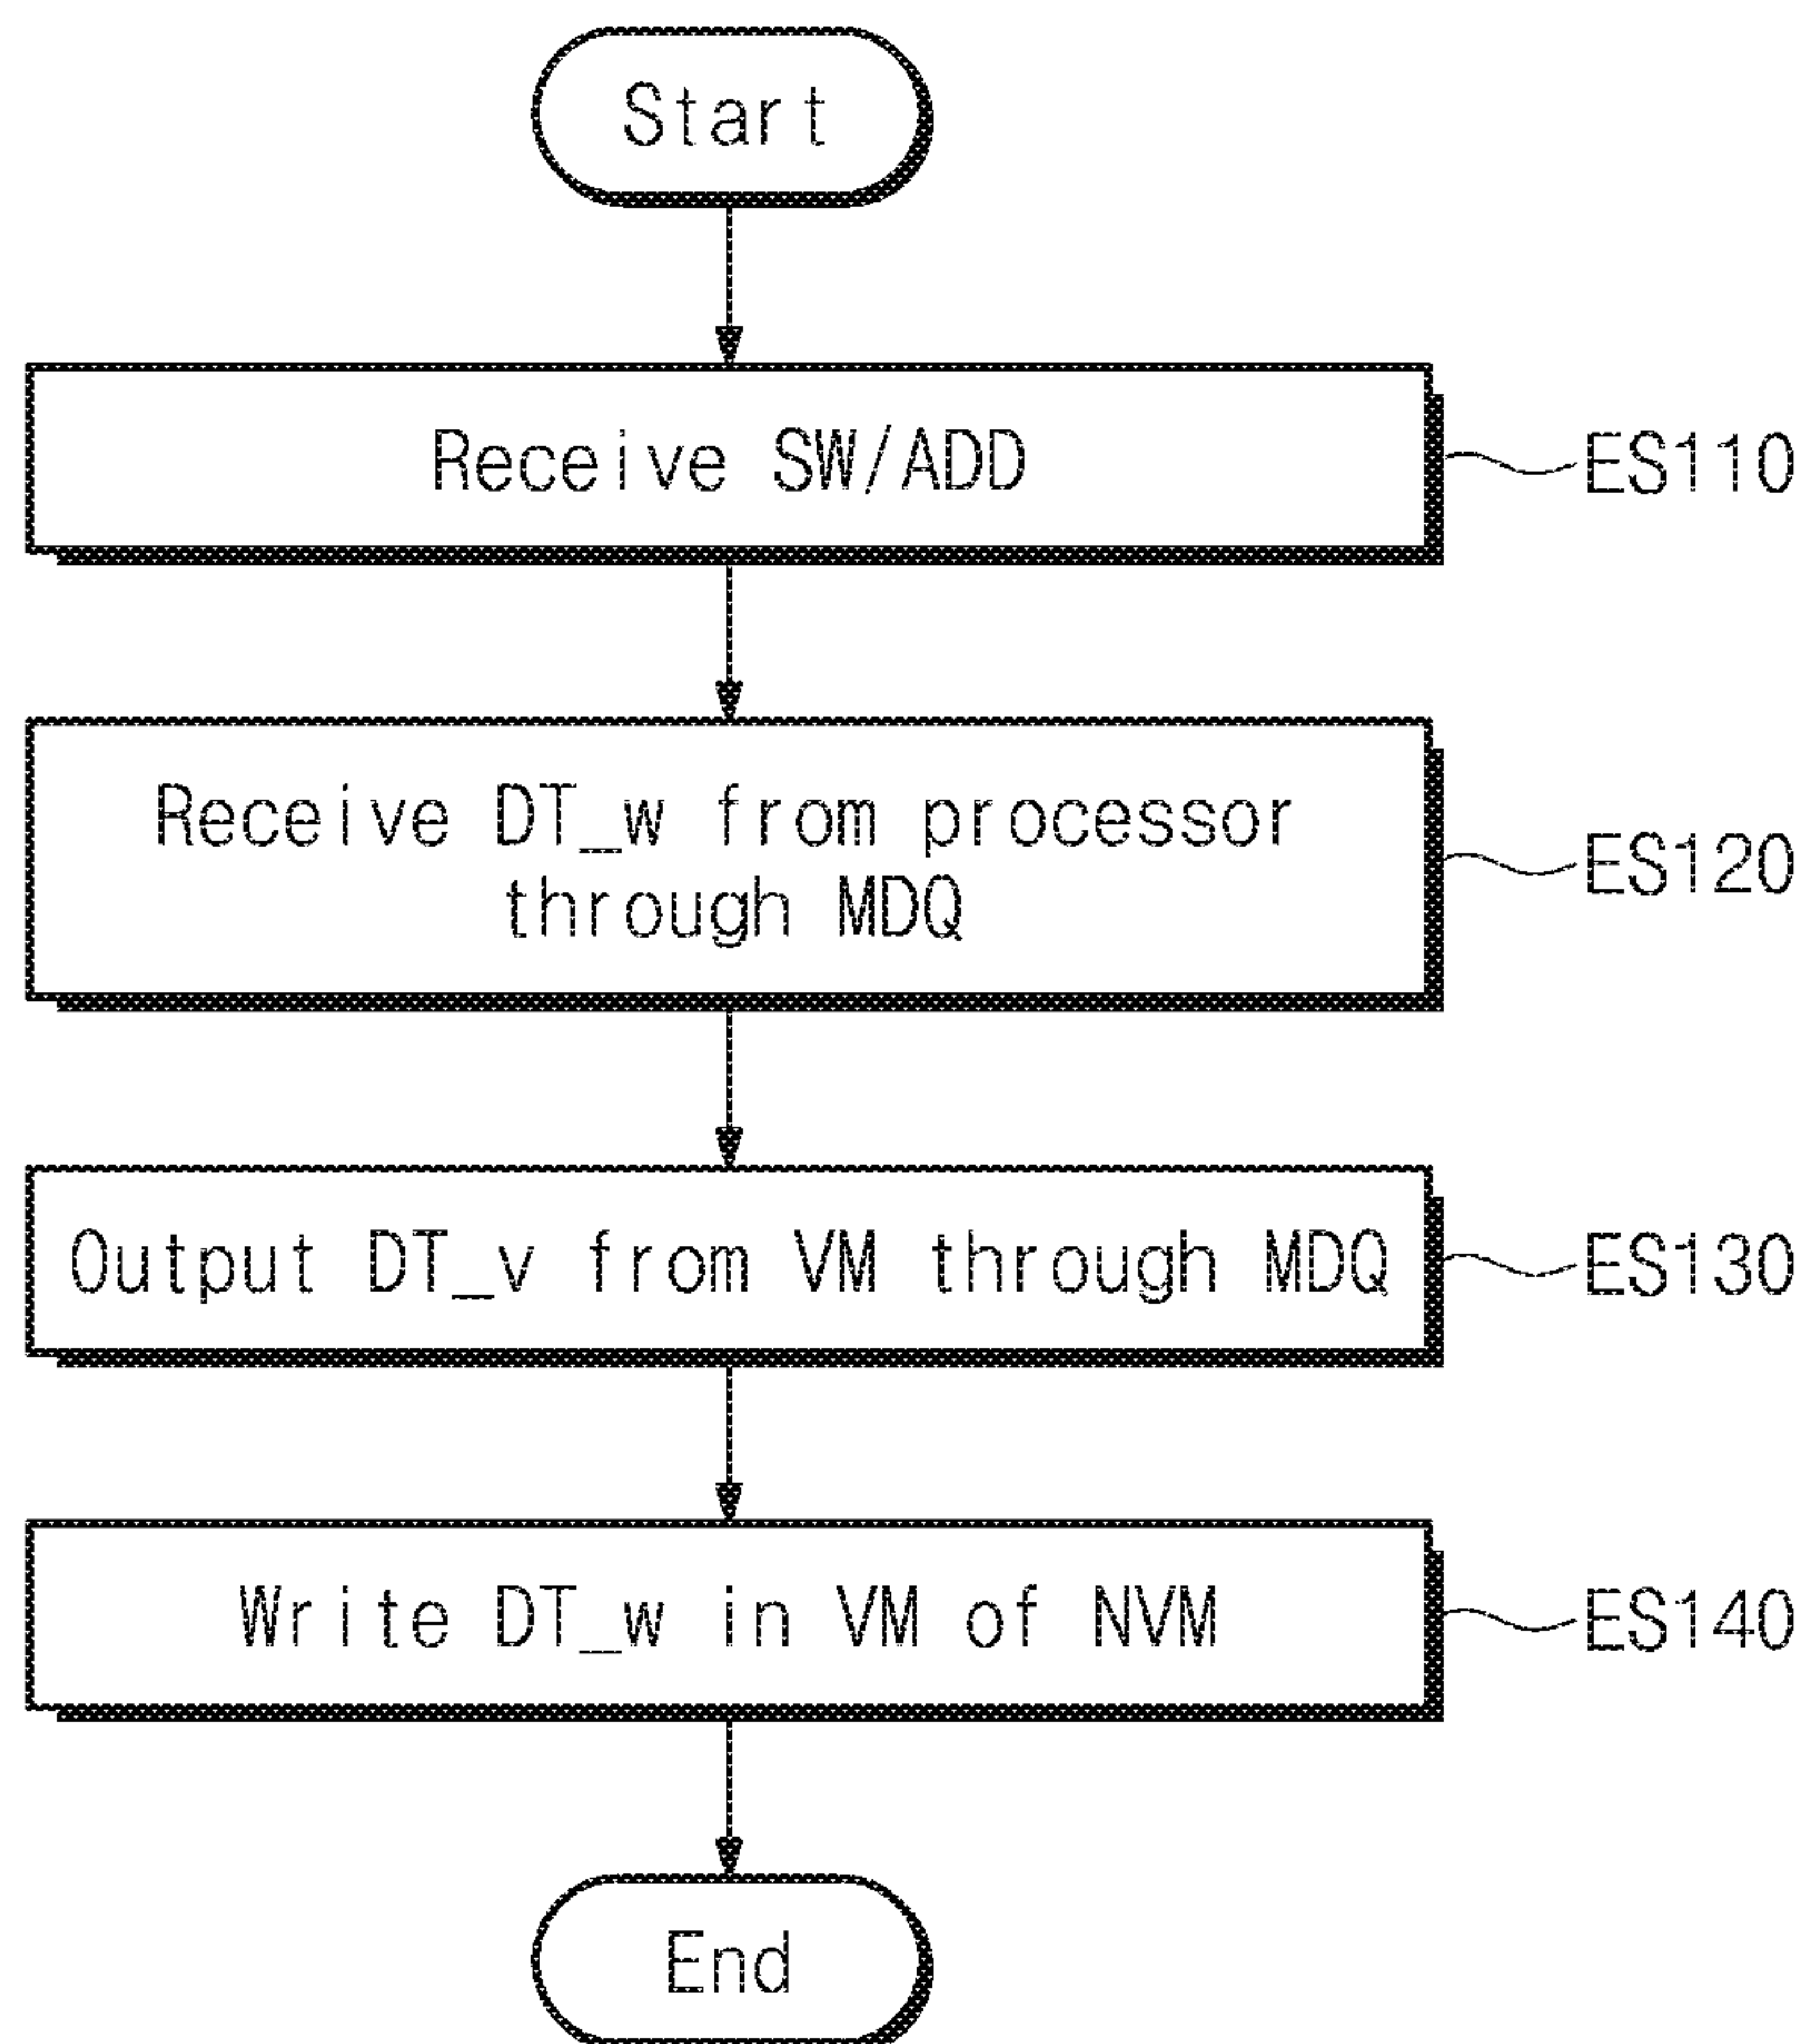 Start
Receive SW/ADD
ES110
Receive DT_w from processor
through MDQ
ES120
Output DT_v from VM through MDQ
ES130
Write DT_w in VM of NVM
ES140
End